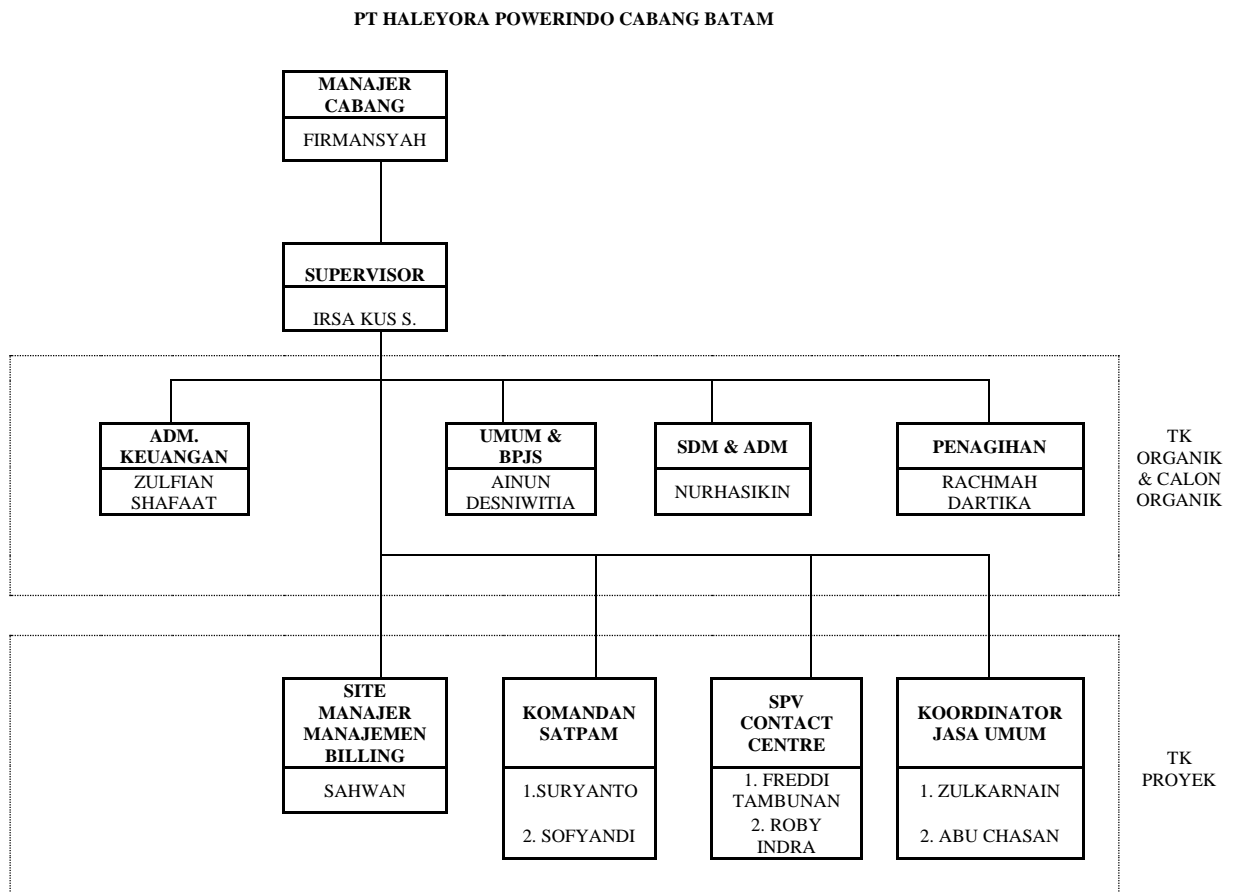 PT HALEYORA POWERINDO CABANG BATAM
MANAJER
CABANG
FIRMANSYAH
SUPERVISOR
IRSA KUS S.
ADM.
KEUANGAN
ZULFIAN
SHAFAAT
UMUM &
BPJS
AINUN
DESNIWITIA
SDM & ADM
NURHASIKIN
PENAGIHAN
RACHMAH
DARTIKA
TK
ORGANIK
& CALON
ORGANIK
SITE
MANAJER
MANAJEMEN
BILLING
SAHWAN
KOMANDAN
SATPAM
1.SURYANTO
2. SOFYANDI
SPV
CONTACT
CENTRE
1. FREDDI
TAMBUNAN
2. ROBY
INDRA
KOORDINATOR
JASA UMUM
1. ZULKARNAIN
2. ABU CHASAN
TK
PROYEK